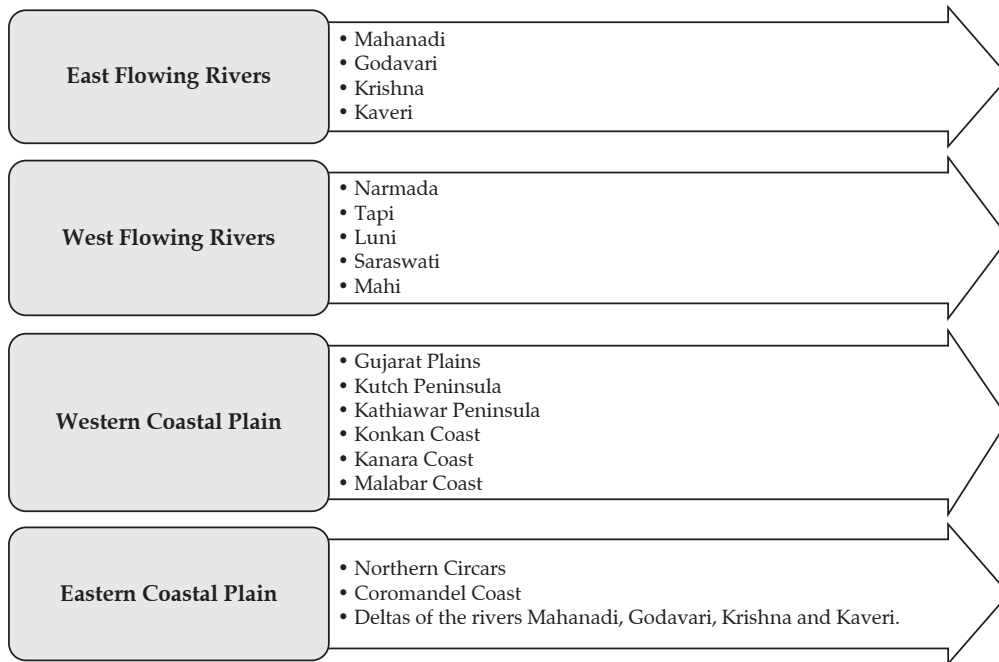 East Flowing Rivers
• Mahanadi
• Godavari
• Krishna
• Kaveri
West Flowing Rivers
• Narmada
• Tapi
• Luni
• Saraswati
• Mahi
Western Coastal Plain
• Gujarat Plains
• Kutch Peninsula
• Kathiawar Peninsula
• Konkan Coast
• Kanara Coast
• Malabar Coast
Eastern Coastal Plain
• Northern Circars
• Coromandel Coast
• Deltas of the rivers Mahanadi, Godavari, Krishna and Kaveri.